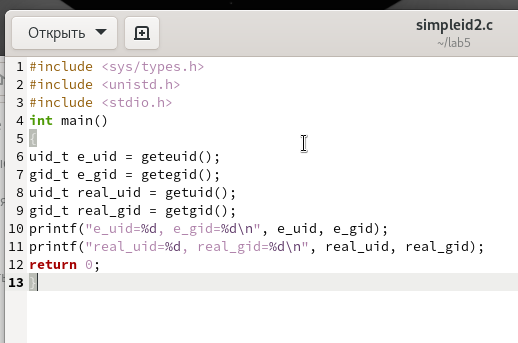 Открыть
simpleid2.c
~/lab5
1 #include <sys/types.h>
2 #include <unistd.h>
3 #include <stdio.h>
4 int main()
5 {
6 uid_t e_uid = geteuid();
7 gid_t e_gid = getegid();
8 uid_t real_uid = getuid();
9 gid_t real_gid = getgid();
10 printf("e_uid=%d, e_gid=%d\n", e_uid, e_gid);
11 printf("real_uid=%d, real_gid=%d\n", real_uid, real_gid);
12 return 0;
13 }